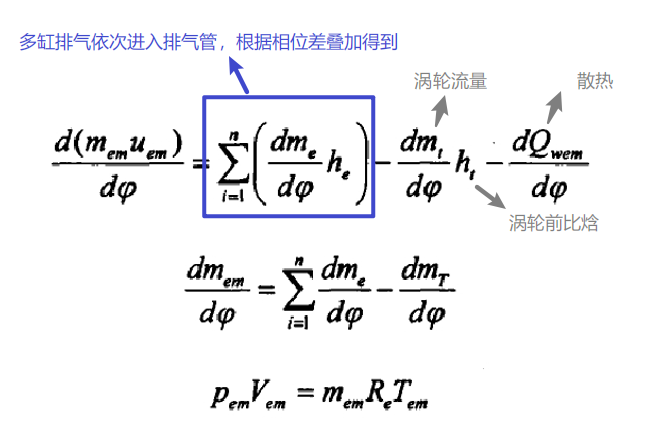 多缸排气依次进入排气管，根据相位差叠加得到
涡轮流量 散热
d(m_em u_em)/dφ = ∑_{i=1}^{n} (dm_e/dφ h_e) − dm_t/dφ h_t − dQ_wem/dφ
涡轮前比焓
dm_em/dφ = ∑_{i=1}^{n} dm_e/dφ − dm_T/dφ
p_em V_em = m_em R_e T_em